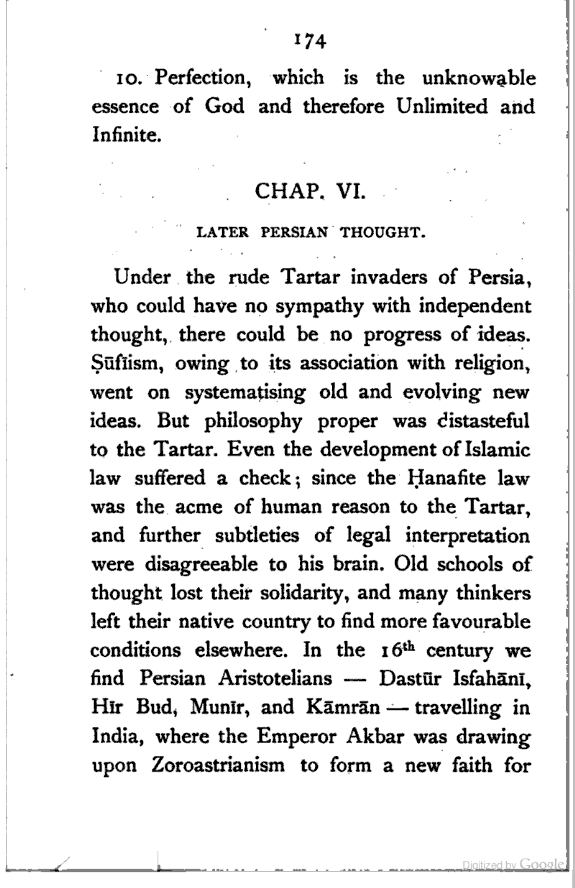 174
10. Perfection, which is the unknowable
essence of God and therefore Unlimited and
Infinite.
CHAP. VI.
LATER PERSIAN THOUGHT.
Under the rude Tartar invaders of Persia,
who could have no sympathy with independent
thought, there could be no progress of ideas.
Ṣūfīism, owing to its association with religion,
went on systematising old and evolving new
ideas. But philosophy proper was distasteful
to the Tartar. Even the development of Islamic
law suffered a check; since the Ḥanafite law
was the acme of human reason to the Tartar,
and further subtleties of legal interpretation
were disagreeable to his brain. Old schools of
thought lost their solidarity, and many thinkers
left their native country to find more favourable
conditions elsewhere. In the 16th century we
find Persian Aristotelians — Dastūr Isfahānī,
Hīr Bud, Munīr, and Kāmrān — travelling in
India, where the Emperor Akbar was drawing
upon Zoroastrianism to form a new faith for
Digitized by Google